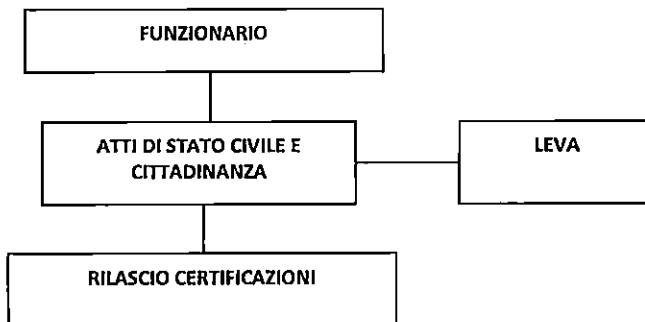 FUNZIONARIO
ATTI DI STATO CIVILE E
CITTADINANZA
LEVA
RILASCIO CERTIFICAZIONI